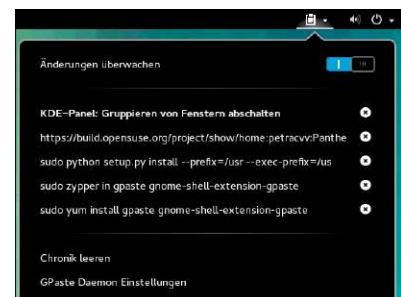 Änderungen überwachen
KDE-Panel: Gruppieren von Fenstern abschalten
https://build.opensuse.org/project/show/home:petracvv:Panthe
sudo python setup.py install --prefix=/usr --exec-prefix=/us
sudo zypper in gpaste gnome-shell-extension-gpaste
sudo yum install gpaste gnome-shell-extension-gpaste
Chronik leeren
GPaste Daemon Einstellungen